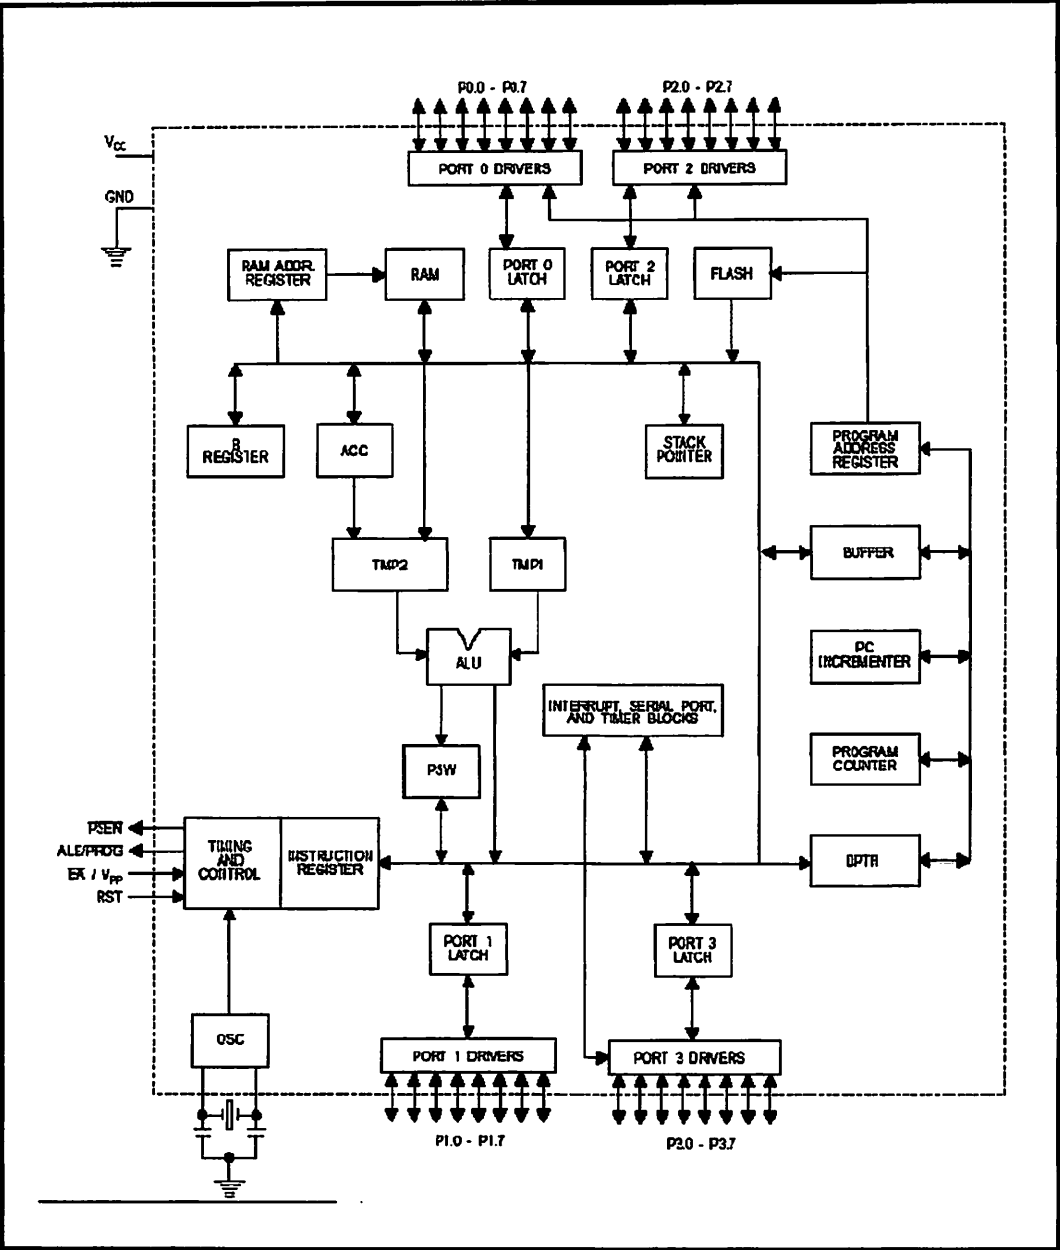 P0.0 - P0.7
P2.0 - P2.7
VCC
GND
PORT 0 DRIVERS
PORT 2 DRIVERS
RAM ADDR.
REGISTER
RAM
PORT 0
LATCH
PORT 2
LATCH
FLASH
B
REGISTER
ACC
STACK
POINTER
PROGRAM
ADDRESS
REGISTER
TMP2
TMP1
BUFFER
ALU
PC
INCREMENTER
INTERRUPT, SERIAL PORT,
AND TIMER BLOCKS
PSW
PROGRAM
COUNTER
PSEN
ALE/PROG
EA / VPP
RST
TIMING
AND
CONTROL
INSTRUCTION
REGISTER
DPTR
PORT 1
LATCH
PORT 3
LATCH
OSC
PORT 1 DRIVERS
PORT 3 DRIVERS
P1.0 - P1.7
P3.0 - P3.7